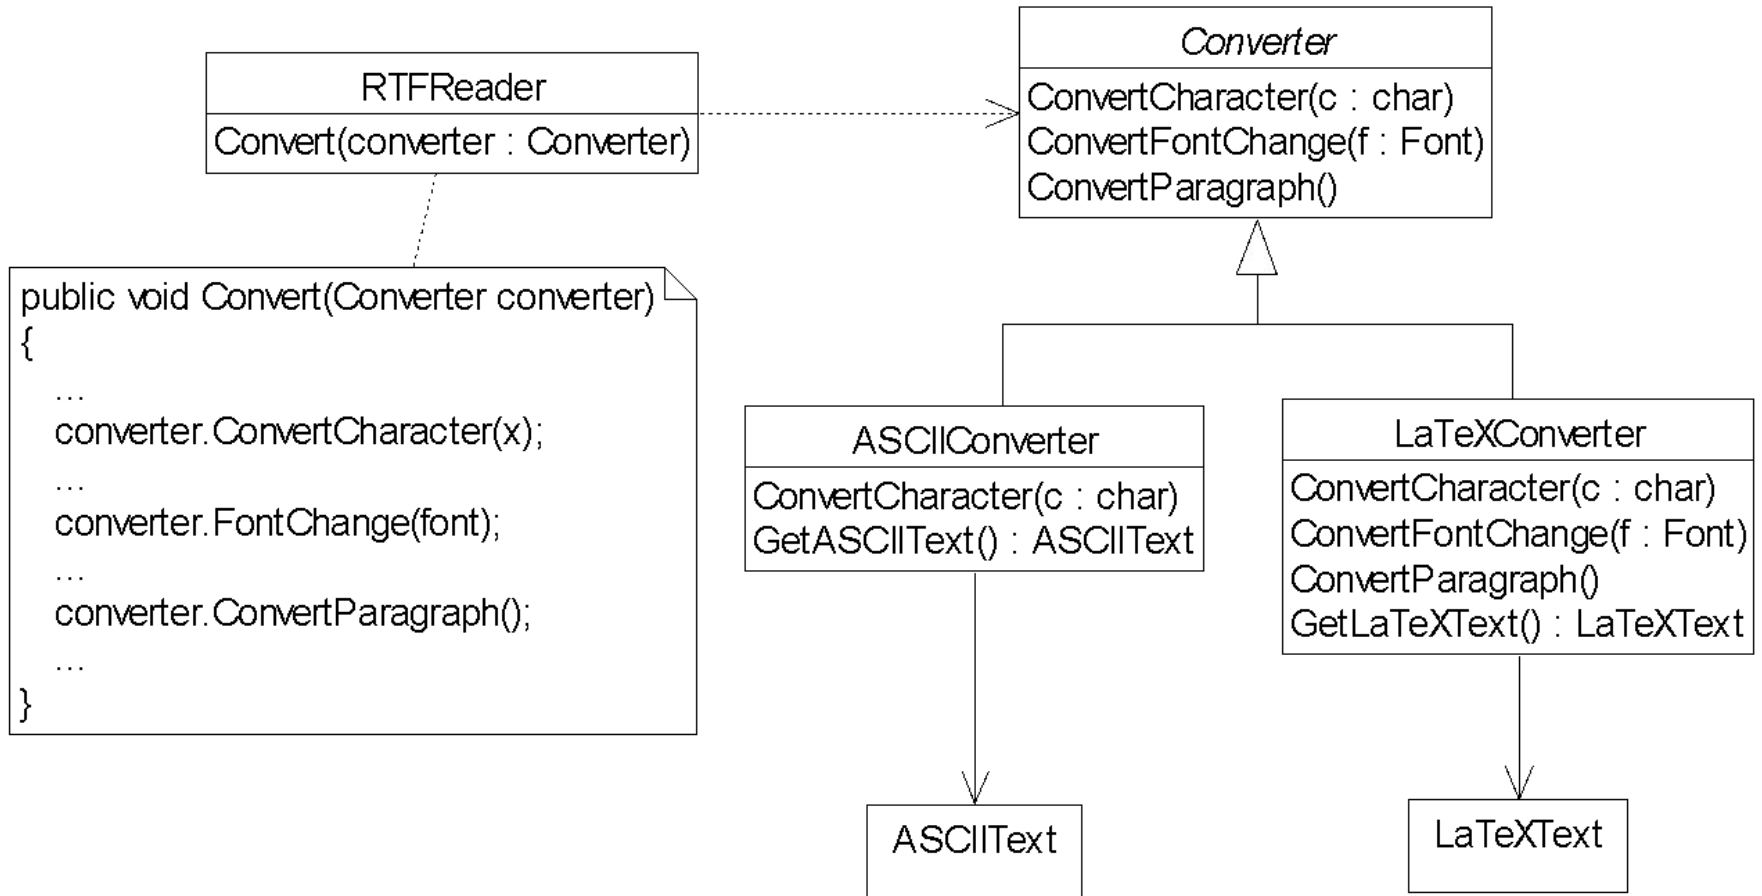 RTFReader
Convert(converter : Converter)
Converter
ConvertCharacter(c : char)
ConvertFontChange(f : Font)
ConvertParagraph()
public void Convert(Converter converter)
{
...
converter.ConvertCharacter(x);
...
converter.FontChange(font);
...
converter.ConvertParagraph();
...
}
ASCIIConverter
ConvertCharacter(c : char)
GetASCIIText() : ASCIIText
LaTeXConverter
ConvertCharacter(c : char)
ConvertFontChange(f : Font)
ConvertParagraph()
GetLaTeXText() : LaTeXText
ASCIIText
LaTeXText